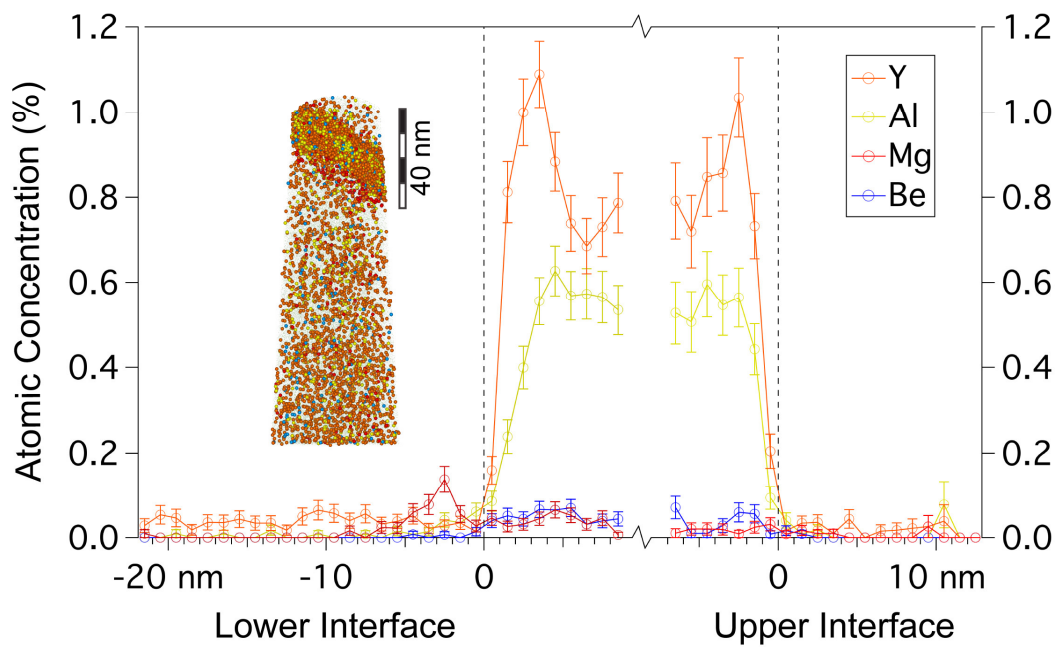 1.2
1.0
0.8
0.6
0.4
0.2
0.0
Atomic Concentration (%)
40 nm
Y
Al
Mg
Be
1.2
1.0
0.8
0.6
0.4
0.2
0.0
-20 nm -10 0 0 10 nm
Lower Interface Upper Interface